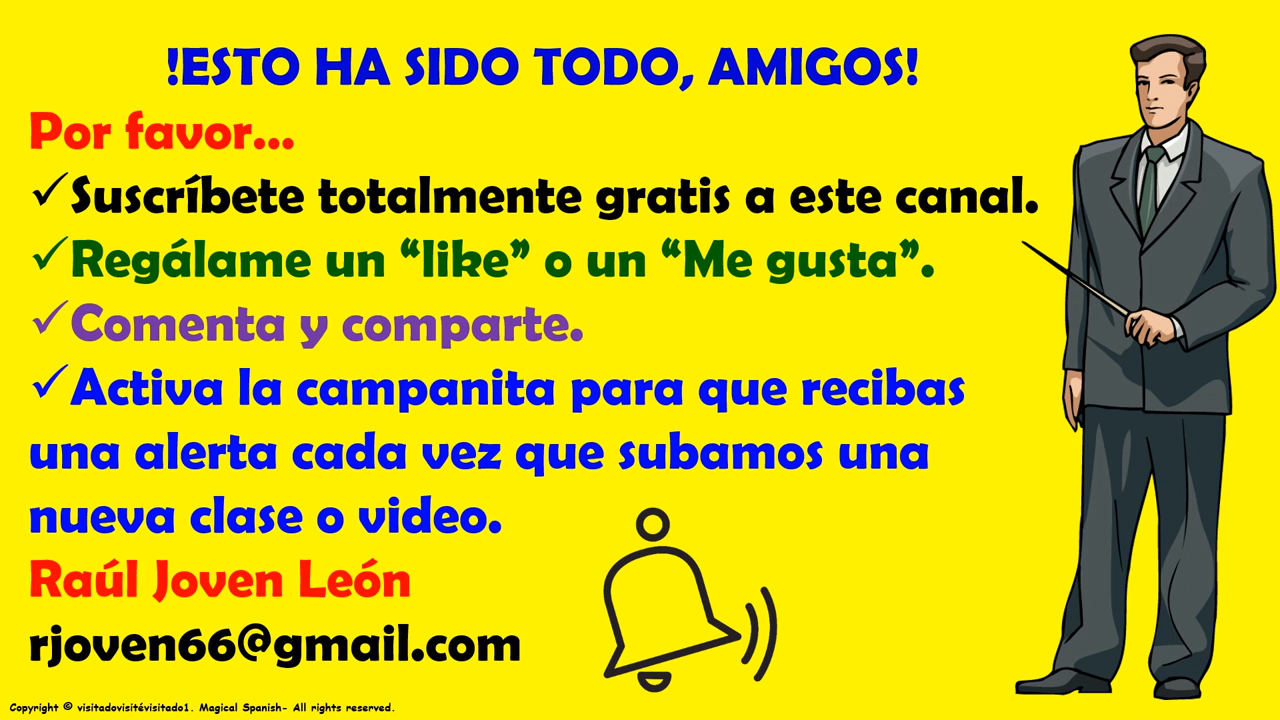 !ESTO HA SIDO TODO, AMIGOS!
Por favor...
✓Suscríbete totalmente gratis a este canal.
✓Regálame un “like” o un “Me gusta”.
✓Comenta y comparte.
✓Activa la campanita para que recibas
una alerta cada vez que subamos una
nueva clase o video.
Raúl Joven León
rjoven66@gmail.com
Copyright © visitadovisitévisitado1. Magical Spanish- All rights reserved.